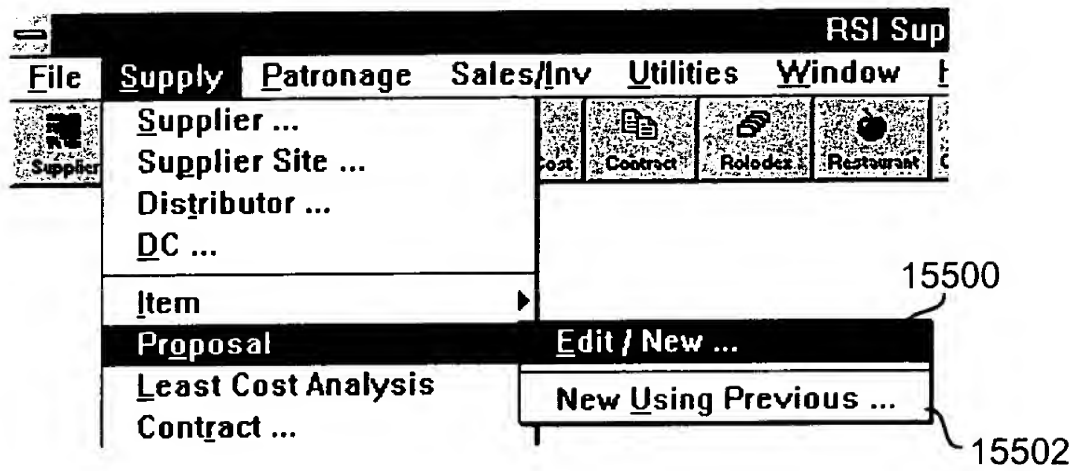 RSI Sup
File Supply Patronage Sales/Inv Utilities Window
Supplier Cost Contract Rolodex Restaurant
Supplier ...
Supplier Site ...
Distributor ...
DC ...
Item
Proposal
Least Cost Analysis
Contract ...
15500
Edit / New ...
New Using Previous ...
15502